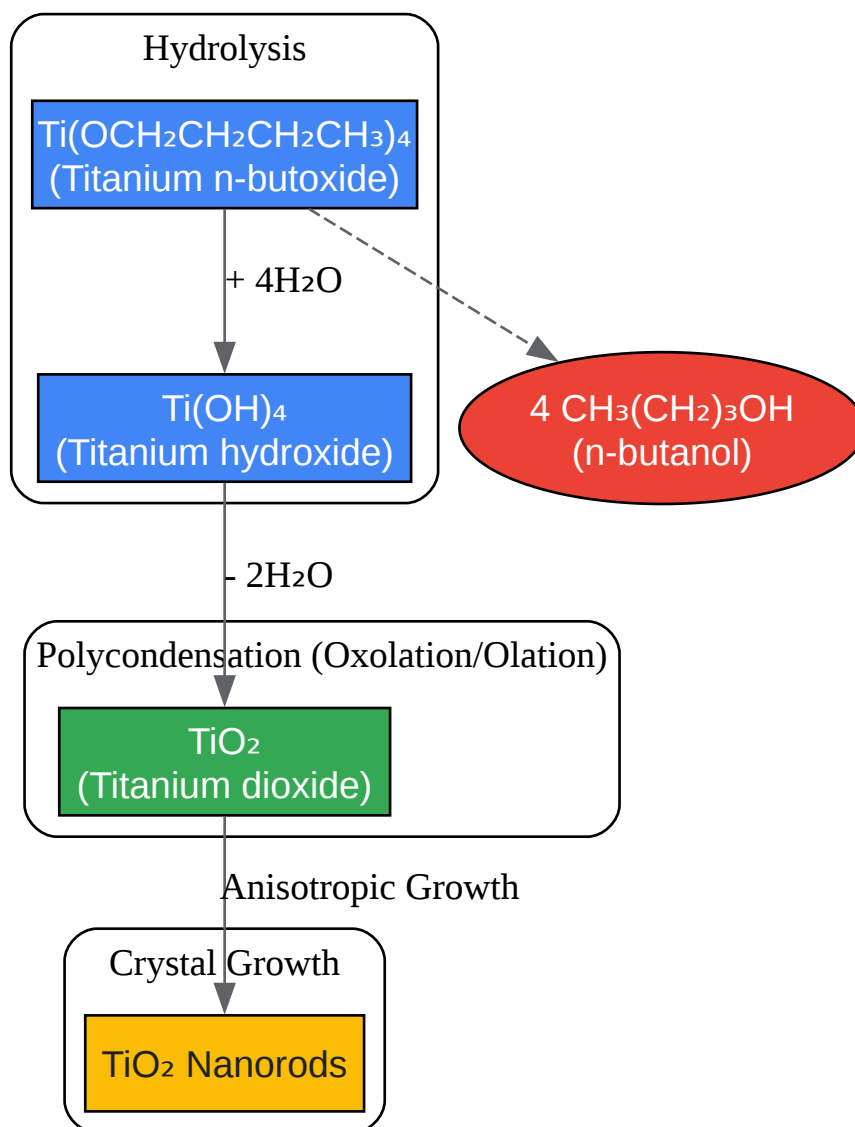 Hydrolysis
Ti(OCH₂CH₂CH₂CH₃)₄
(Titanium n-butoxide)
+ 4H₂O
Ti(OH)₄
(Titanium hydroxide)
4 CH₃(CH₂)₃OH
(n-butanol)
- 2H₂O
Polycondensation (Oxolation/Olation)
TiO₂
(Titanium dioxide)
Anisotropic Growth
Crystal Growth
TiO₂ Nanorods